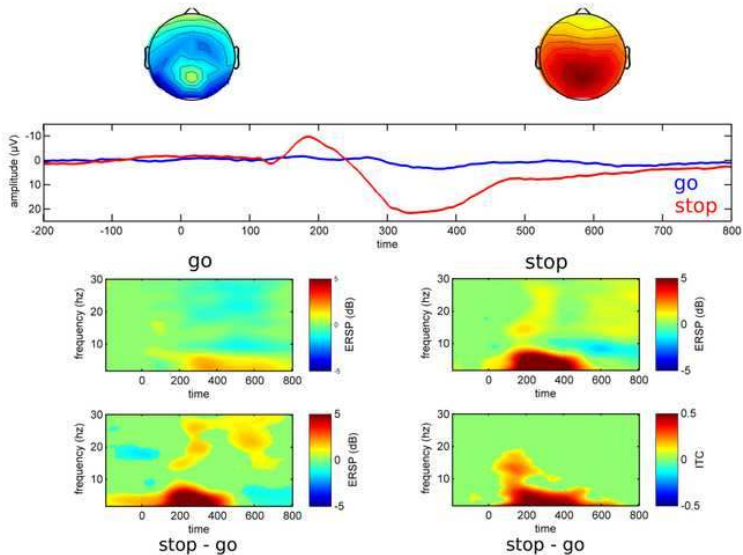 -10
0
10
20
amplitude (µV)
go
stop
-200 -100 0 100 200 300 400 500 600 700 800
time
go
stop
30
20
10
frequency (hz)
0 200 400 600 800
time
5
0
-5
ERSP (dB)
30
20
10
frequency (hz)
0 200 400 600 800
time
5
0
-5
ERSP (dB)
30
20
10
frequency (hz)
0 200 400 600 800
time
5
0
-5
ERSP (dB)
stop - go
30
20
10
frequency (hz)
0 200 400 600 800
time
0.5
0
-0.5
ITC
stop - go